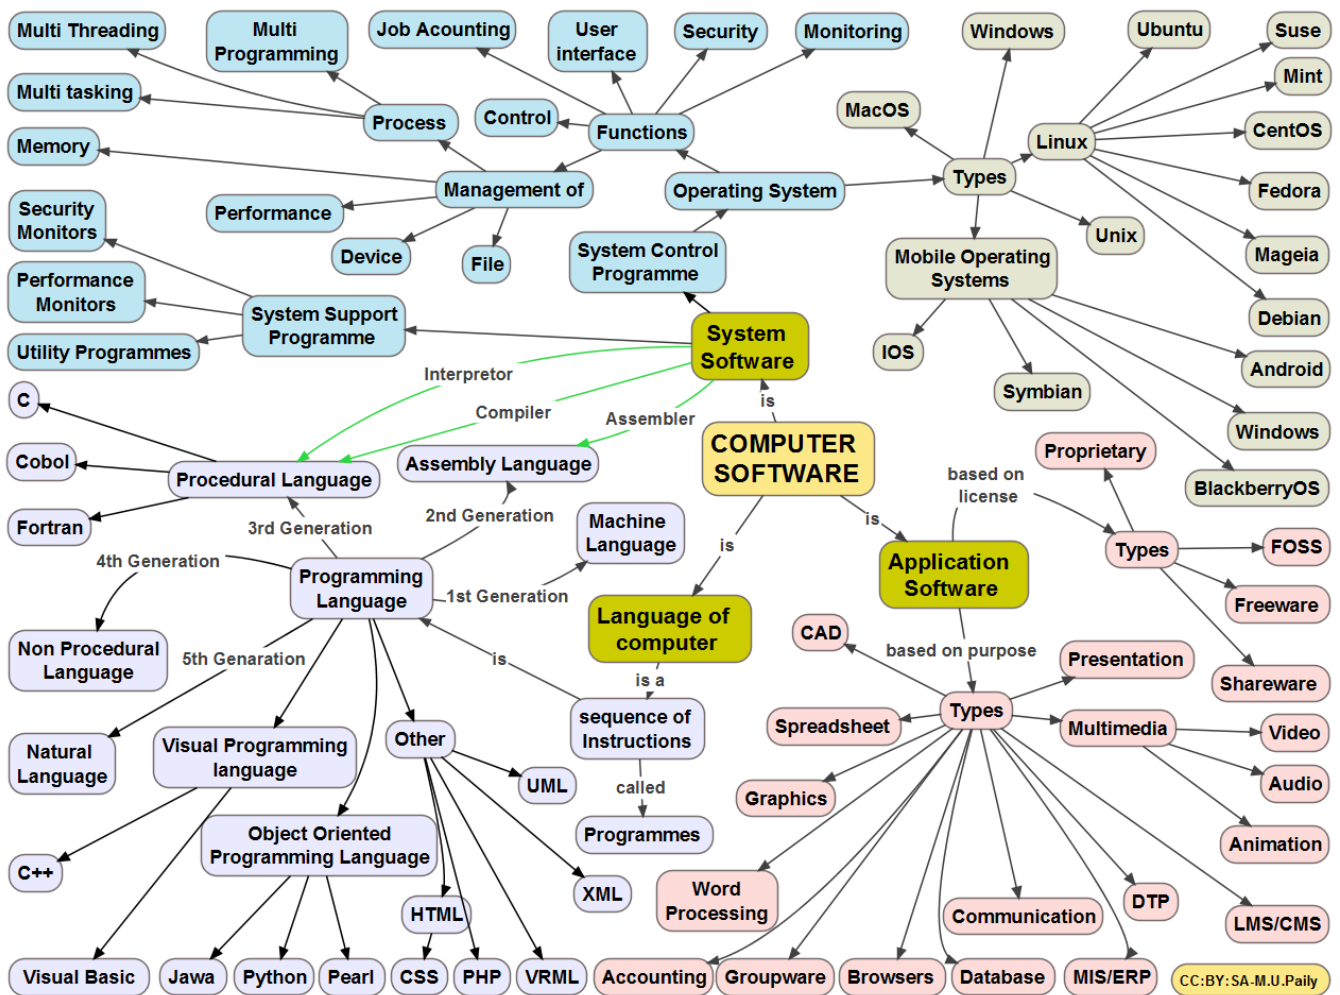 Multi Threading
Multi
Programming
Job Acounting
User
interface
Security
Monitoring
Windows
Ubuntu
Suse
Multi tasking
Process
Control
Functions
MacOS
Linux
Mint
CentOS
Memory
Management of
Operating System
Types
Fedora
Security
Monitors
Performance
Device
File
System Control
Programme
Unix
Mobile Operating
Systems
Mageia
Performance
Monitors
System Support
Programme
Utility Programmes
System
Software
IOS
Symbian
Debian
Android
Windows
BlackberryOS
Interpretor
Compiler
Assembler
is
C
Cobol
Fortran
Procedural Language
Assembly Language
COMPUTER
SOFTWARE
based on
license
Proprietary
Types
FOSS
Freeware
Shareware
3rd Generation
2nd Generation
Machine
Language
is
is
Application
Software
4th Generation
Programming
Language
1st Generation
Language of
computer
Non Procedural
Language
5th Genaration
is
is a
CAD
based on purpose
Presentation
Natural
Language
Visual Programming
language
Other
sequence of
Instructions
Spreadsheet
Types
Multimedia
Video
Audio
Animation
UML
called
Programmes
Graphics
C++
Object Oriented
Programming Language
HTML
XML
Word
Processing
Communication
DTP
LMS/CMS
Visual Basic
Jawa
Python
Pearl
CSS
PHP
VRML
Accounting
Groupware
Browsers
Database
MIS/ERP
CC:BY:SA-M.U.Paily